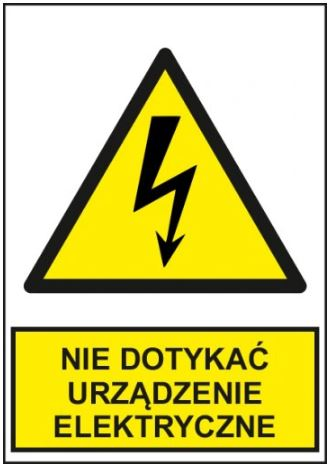 NIE DOTYKAĆ
URZĄDZENIE
ELEKTRYCZNE